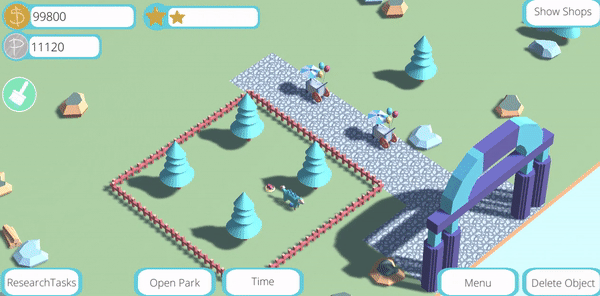 99800
Show Shops
11120
ResearchTasks
Open Park
Time
Menu
Delete Object